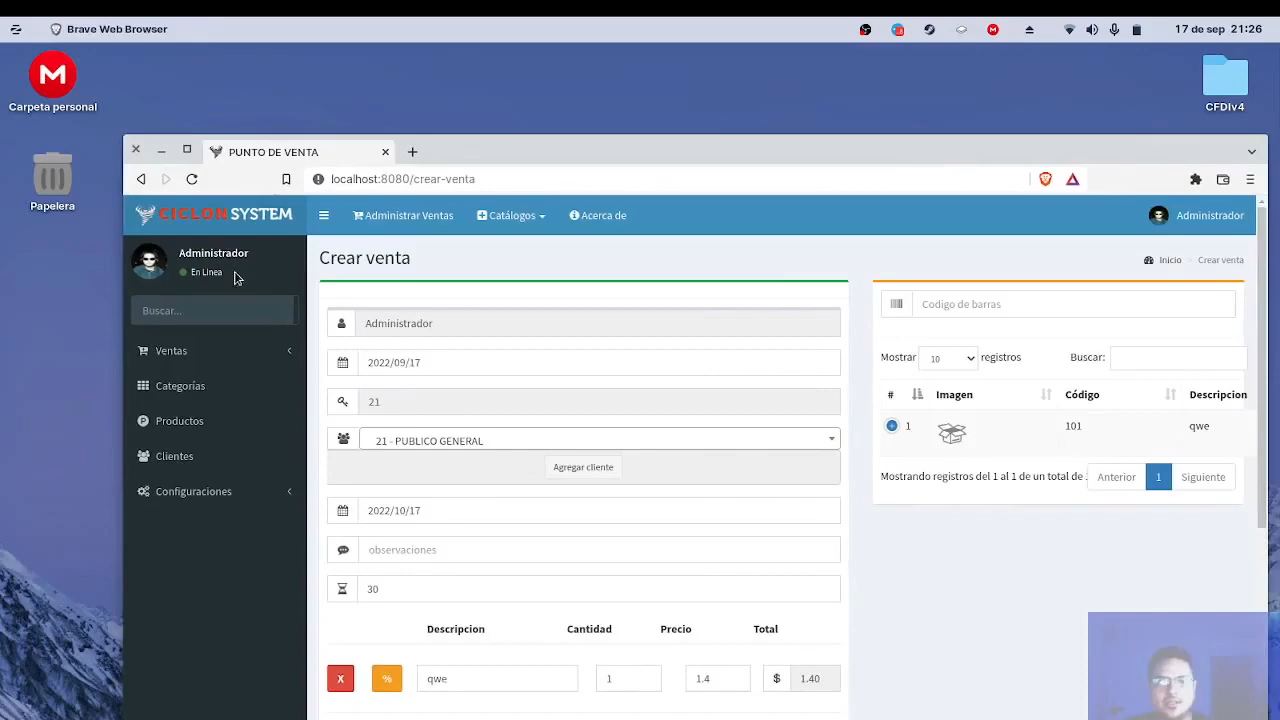 Brave Web Browser
17 de sep 21:26
Carpeta personal
Papelera
CFDIv4
PUNTO DE VENTA
localhost:8080/crear-venta
CICLON SYSTEM
Administrar Ventas
Catálogos
Acerca de
Administrador
Administrador
En Linea
Buscar...
Ventas
Categorías
Productos
Clientes
Configuraciones
Crear venta
Inicio > Crear venta
Administrador
2022/09/17
21
21 - PUBLICO GENERAL
Agregar cliente
2022/10/17
observaciones
30
Descripcion Cantidad Precio Total
X % qwe 1 1.4 $ 1.40
Codigo de barras
Mostrar 10 registros Buscar:
# Imagen Código Descripcion
1 101 qwe
Mostrando registros del 1 al 1 de un total de
Anterior 1 Siguiente